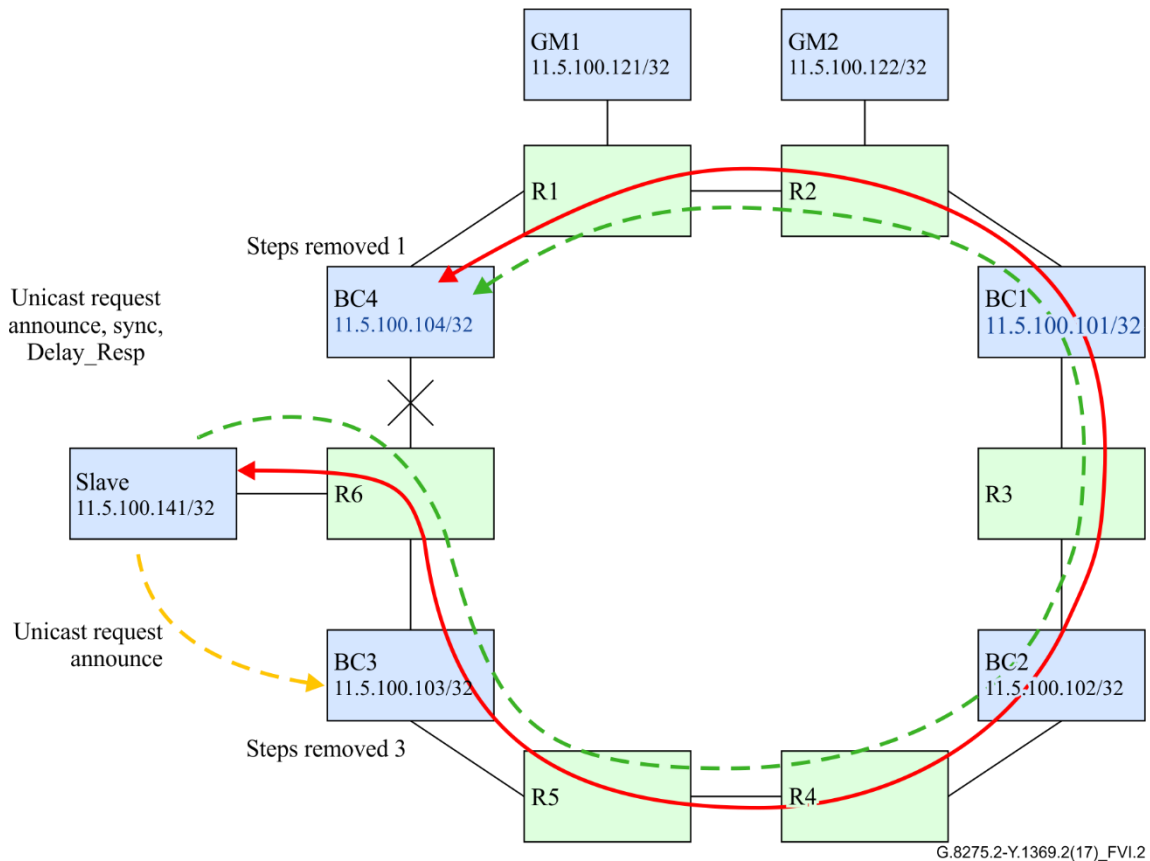 GM1
11.5.100.121/32
GM2
11.5.100.122/32
R1
R2
Steps removed 1
BC4
11.5.100.104/32
BC1
11.5.100.101/32
Unicast request
announce, sync,
Delay_Resp
Slave
11.5.100.141/32
R6
R3
Unicast request
announce
BC3
11.5.100.103/32
BC2
11.5.100.102/32
Steps removed 3
R5
R4
G.8275.2-Y.1369.2(17)_FVI.2